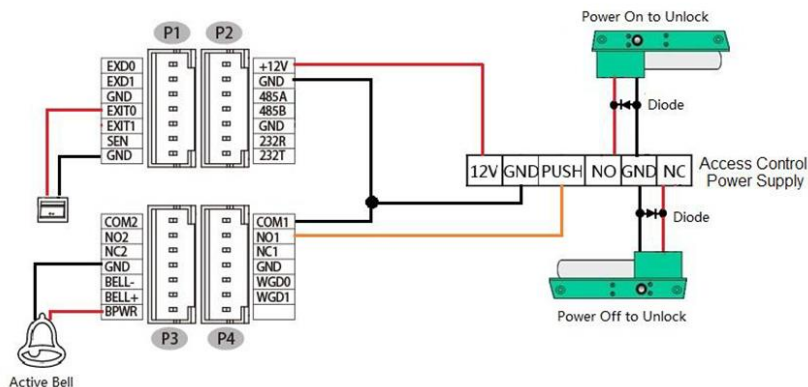 Power On to Unlock
P1
P2
EXD0
EXD1
GND
EXIT0
EXIT1
SEN
GND
+12V
GND
485A
485B
GND
232R
232T
Diode
12V
GND
PUSH
NO
GND
NC
Access Control
Power Supply
COM2
NO2
NC2
GND
BELL-
BELL+
BPWR
COM1
NO1
NC1
GND
WGD0
WGD1
Diode
Power Off to Unlock
P3
P4
Active Bell